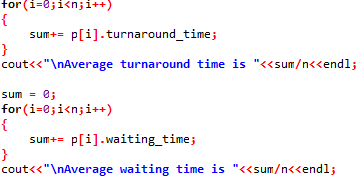 for(i=0;i<n;i++)
{
sum+= p[i].turnaround_time;
}
cout<<"\nAverage turnaround time is "<<sum/n<<endl;
sum = 0;
for(i=0;i<n;i++)
{
sum+= p[i].waiting_time;
}
cout<<"\nAverage waiting time is "<<sum/n<<endl;